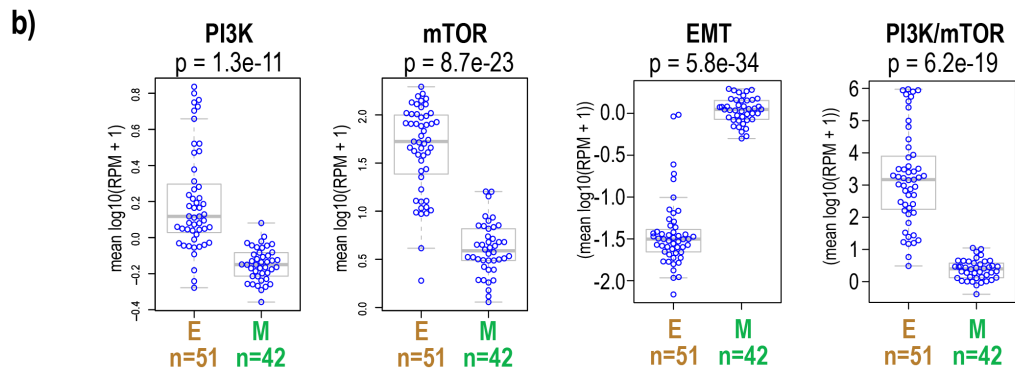 b)
PI3K
p = 1.3e-11
mean log10(RPM + 1)
0.8
0.6
0.4
0.2
0.0
-0.2
-0.4
E
M
n=51
n=42
mTOR
p = 8.7e-23
mean log10(RPM + 1)
2.0
1.5
1.0
0.5
0.0
E
M
n=51
n=42
EMT
p = 5.8e-34
mean log10(RPM + 1))
0.0
-0.5
-1.0
-1.5
-2.0
E
M
n=51
n=42
PI3K/mTOR
p = 6.2e-19
(mean log10(RPM + 1))
6
5
4
3
2
1
0
E
M
n=51
n=42